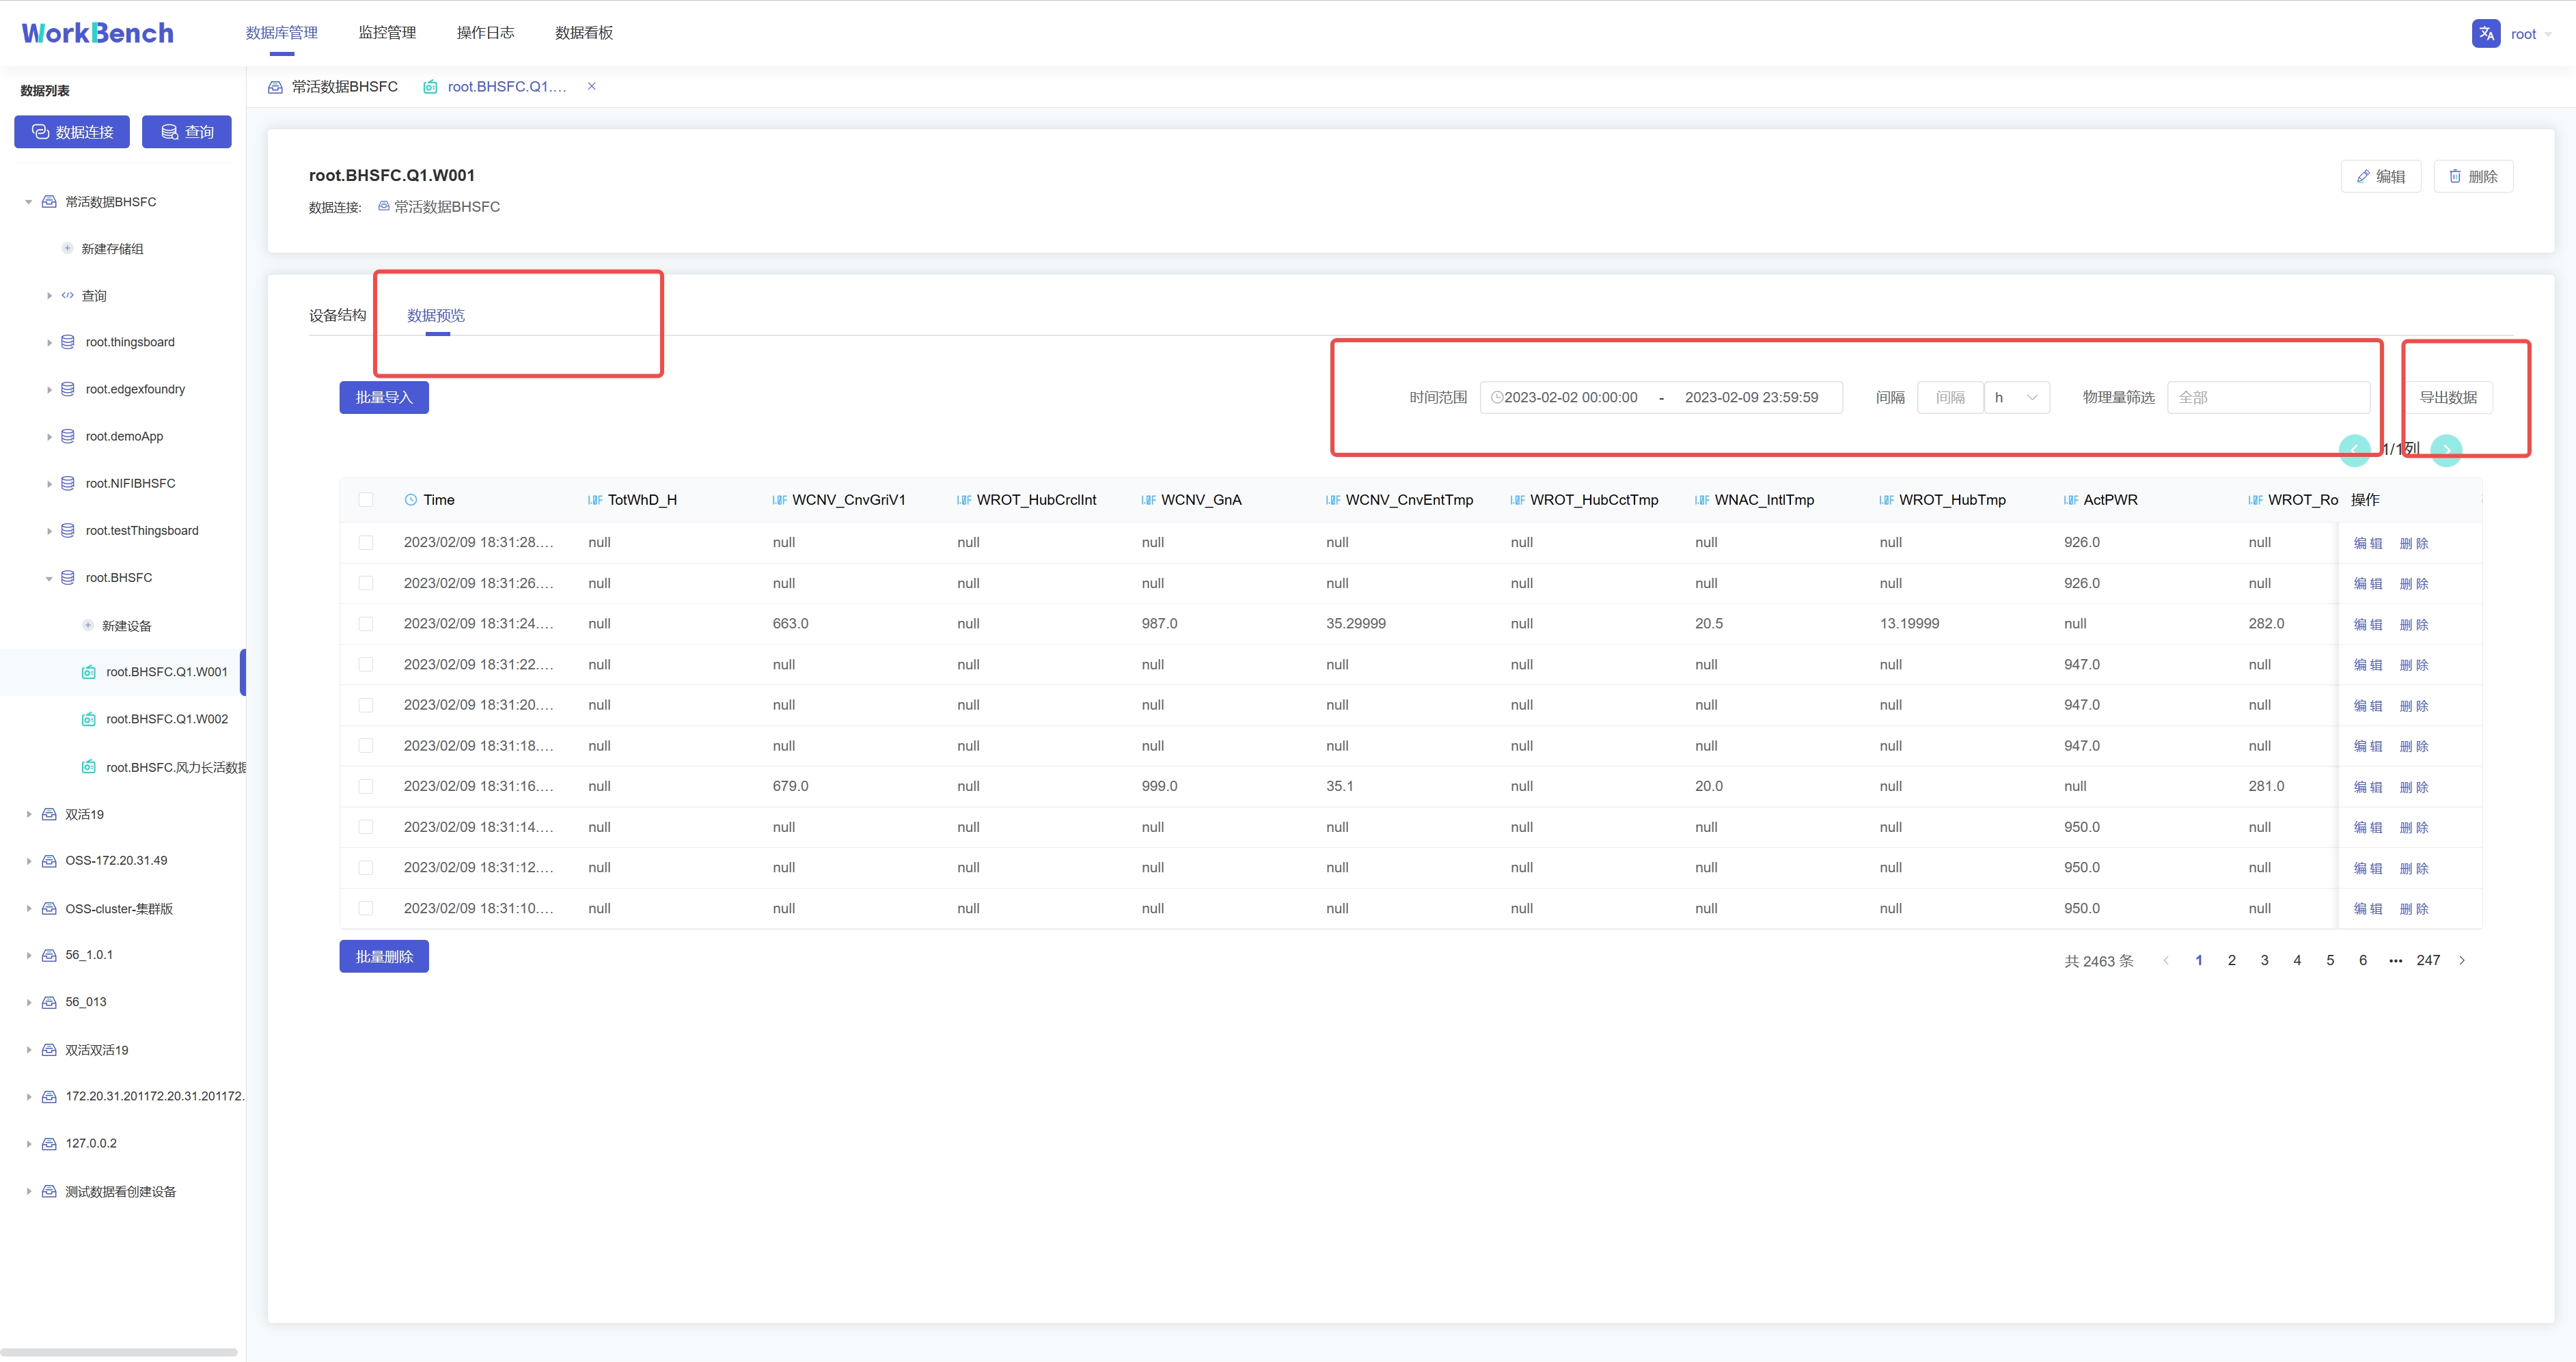 WorkBench
数据库管理 监控管理 操作日志 数据看板
root
数据列表
数据连接 查询
常活数据BHSFC
新建存储组
查询
root.thingsboard
root.edgexfoundry
root.demoApp
root.NIFIBHSFC
root.testThingsboard
root.BHSFC
新建设备
root.BHSFC.Q1.W001
root.BHSFC.Q1.W002
root.BHSFC.风力长活数据
双活19
OSS-172.20.31.49
OSS-cluster-集群版
56_1.0.1
56_013
双活双活19
172.20.31.201172.20.31.201172.
127.0.0.2
测试数据看创建设备
常活数据BHSFC root.BHSFC.Q1.... ×
root.BHSFC.Q1.W001
编辑 删除
数据连接: 常活数据BHSFC
设备结构 数据预览
批量导入 时间范围 2023-02-02 00:00:00 - 2023-02-09 23:59:59 间隔 间隔 h 物理量筛选 全部 导出数据
1/1列
Time TotWhD_H WCNV_CnvGriV1 WROT_HubCrclInt WCNV_GnA WCNV_CnvEntTmp WROT_HubCctTmp WNAC_IntlTmp WROT_HubTmp ActPWR WROT_Ro 操作
2023/02/09 18:31:28.... null null null null null null null null 926.0 null 编辑 删除
2023/02/09 18:31:26.... null null null null null null null null 926.0 null 编辑 删除
2023/02/09 18:31:24.... null 663.0 null 987.0 35.29999 null 20.5 13.19999 null 282.0 编辑 删除
2023/02/09 18:31:22.... null null null null null null null null 947.0 null 编辑 删除
2023/02/09 18:31:20.... null null null null null null null null 947.0 null 编辑 删除
2023/02/09 18:31:18.... null null null null null null null null 947.0 null 编辑 删除
2023/02/09 18:31:16.... null 679.0 null 999.0 35.1 null 20.0 null null 281.0 编辑 删除
2023/02/09 18:31:14.... null null null null null null null null 950.0 null 编辑 删除
2023/02/09 18:31:12.... null null null null null null null null 950.0 null 编辑 删除
2023/02/09 18:31:10.... null null null null null null null null 950.0 null 编辑 删除
批量删除 共 2463 条 1 2 3 4 5 6 ••• 247